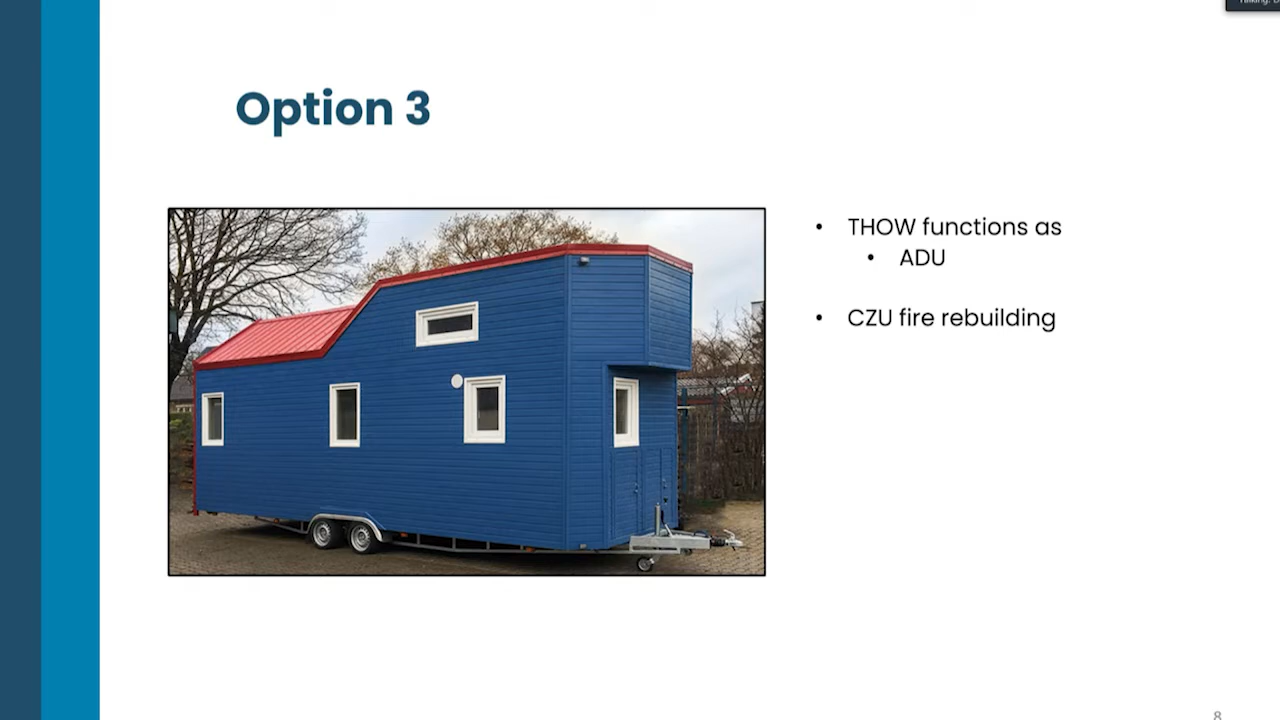 Option 3
• THOW functions as
• ADU
• CZU fire rebuilding
8